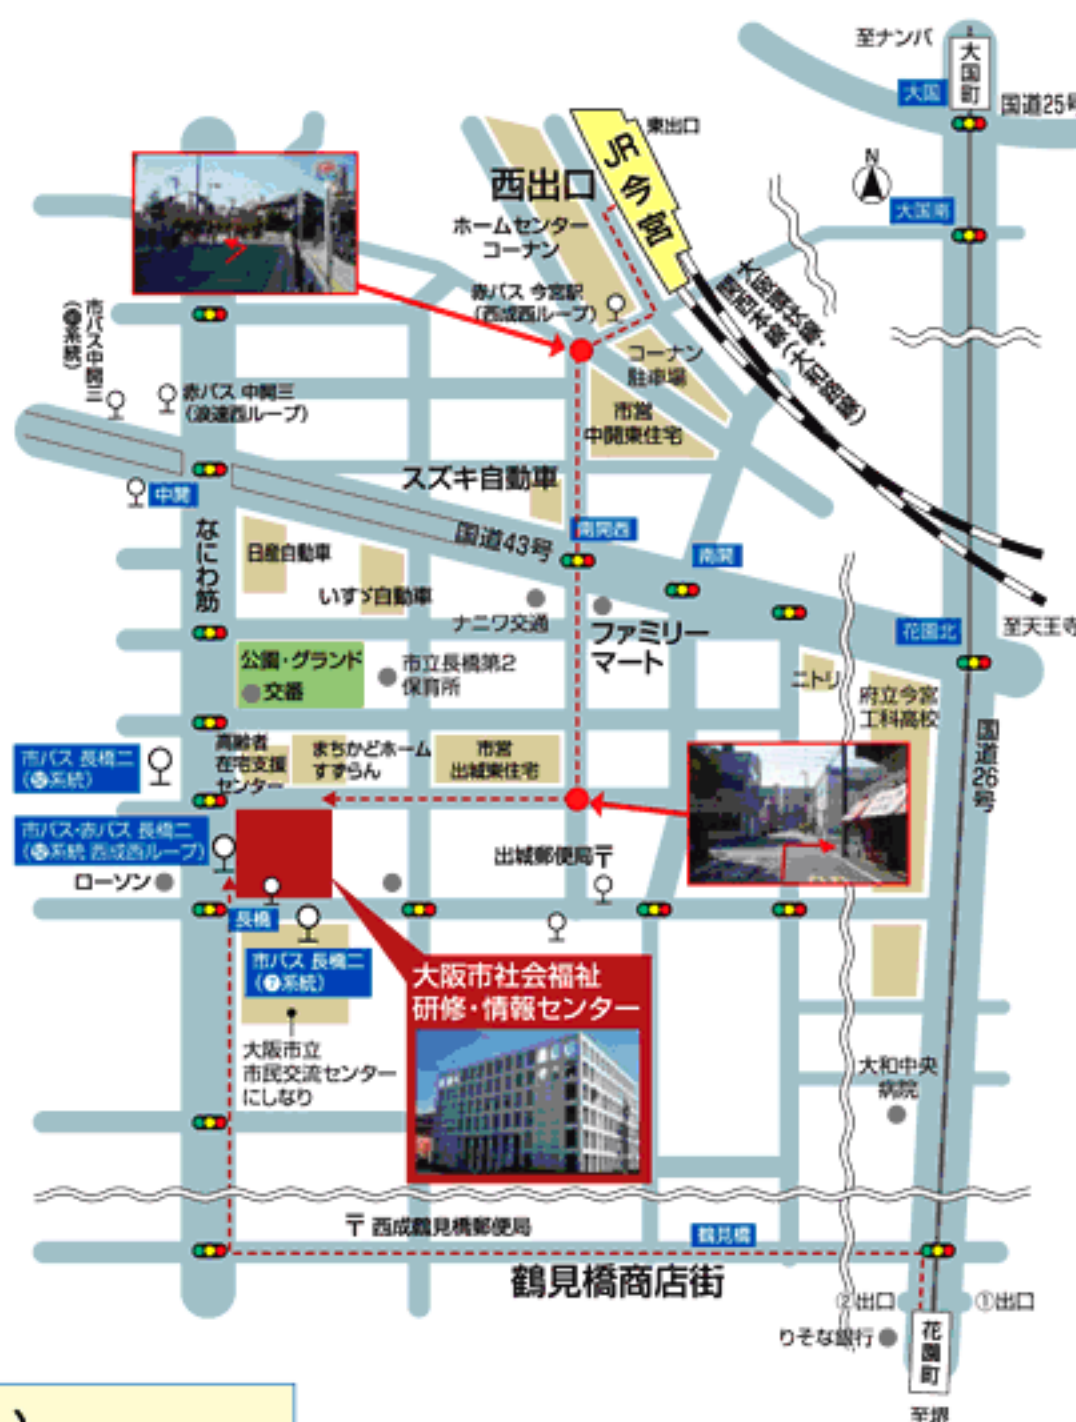 至ナンバ
大国町
大国
国道25号
東出口
JR今宮
N
西出口
大国南
ホームセンター
コーナン
赤バス 今宮駅
(西成西ループ)
市バス中開三
コーナン
駐車場
赤バス 中開三
(浪速西ループ)
市営
中開東住宅
スズキ自動車
中開
国道43号
南開西
南開
なにわ筋
日産自動車
いすゞ自動車
ナニワ交通
ファミリー
マート
花園北
至天王寺
公園・グランド
交番
市立長橋第2
保育所
ニトリ
府立今宮
工科高校
国道26号
高齢者
在宅支援
センター
まちかどホーム
すずらん
市営
出城東住宅
市バス 長橋二
市バス・赤バス 長橋二
ローソン
出城郵便局〒
長橋
市バス 長橋二
(❼系統)
大阪市社会福祉
研修・情報センター
大阪市立
市民交流センター
にしなり
大和中央
病院
〒 西成鶴見橋郵便局
鶴見橋
鶴見橋商店街
②出口
①出口
りそな銀行
花園町
至堺